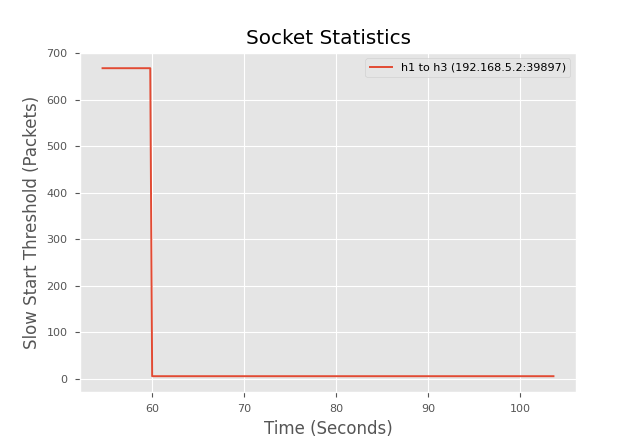 Socket Statistics
h1 to h3 (192.168.5.2:39897)
Slow Start Threshold (Packets)
700
600
500
400
300
200
100
0
60 70 80 90 100
Time (Seconds)